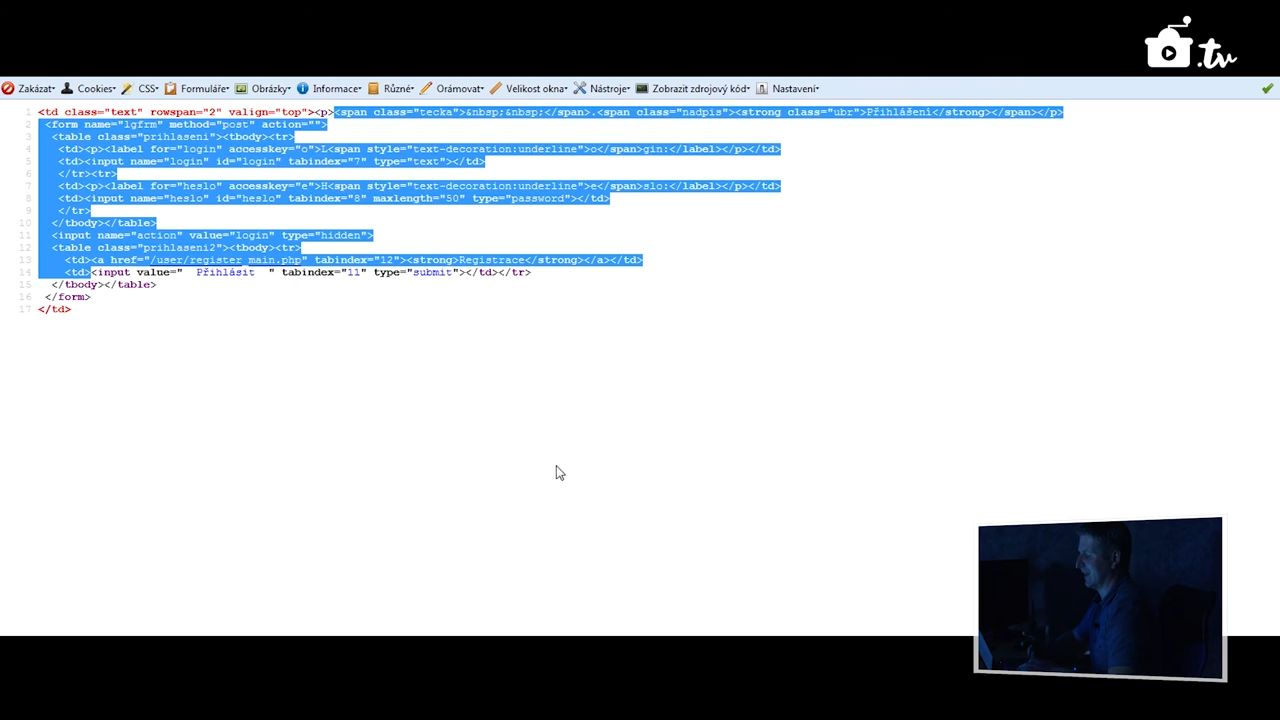 .tv
Zakázat▾ Cookies▾ CSS▾ Formuláře▾ Obrázky▾ Informace▾ Různé▾ Orámovat▾ Velikost okna▾ Nástroje▾ Zobrazit zdrojový kód▾ Nastavení▾
1 <td class="text" rowspan="2" valign="top"><p><span class="tecka">&nbsp;&nbsp;</span>.<span class="nadpis"><strong class="ubr">Přihlášení</strong></span></p>
2 <form name="lgfrm" method="post" action="">
3 <table class="prihlaseni"><tbody><tr>
4 <td><p><label for="login" accesskey="o">L<span style="text-decoration:underline">o</span>gin:</label></p></td>
5 <td><input name="login" id="login" tabindex="7" type="text"></td>
6 </tr><tr>
7 <td><p><label for="heslo" accesskey="e">H<span style="text-decoration:underline">e</span>slo:</label></p></td>
8 <td><input name="heslo" id="heslo" tabindex="8" maxlength="50" type="password"></td>
9 </tr>
10 </tbody></table>
11 <input name="action" value="login" type="hidden">
12 <table class="prihlaseni2"><tbody><tr>
13 <td><a href="/user/register_main.php" tabindex="12"><strong>Registrace</strong></a></td>
14 <td><input value="  Přihlásit  " tabindex="11" type="submit"></td></tr>
15 </tbody></table>
16 </form>
17 </td>